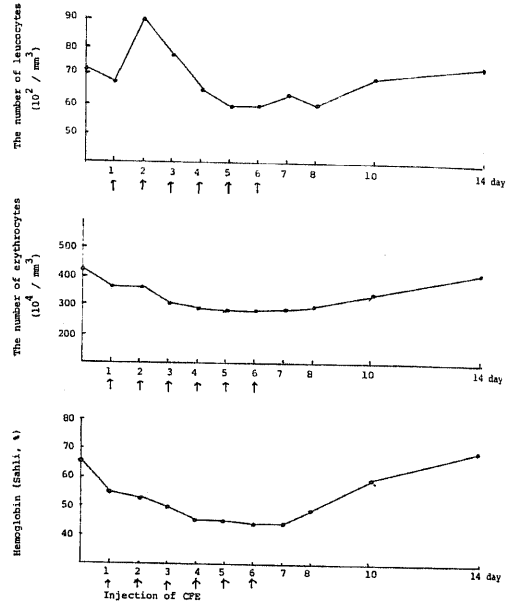 The number of leucocytes
(10² / mm³)
90
80
70
60
50
1 2 3 4 5 6 7 8 10 14 day
↑ ↑ ↑ ↑ ↑ ↑
The number of erythrocytes
(10⁴ / mm³)
500
400
300
200
1 2 3 4 5 6 7 8 10 14 day
↑ ↑ ↑ ↑ ↑ ↑
Hemoglobin (Sahli, %)
80
70
60
50
40
1 2 3 4 5 6 7 8 10 14 day
↑ ↑ ↑ ↑ ↑ ↑
Injection of CFE